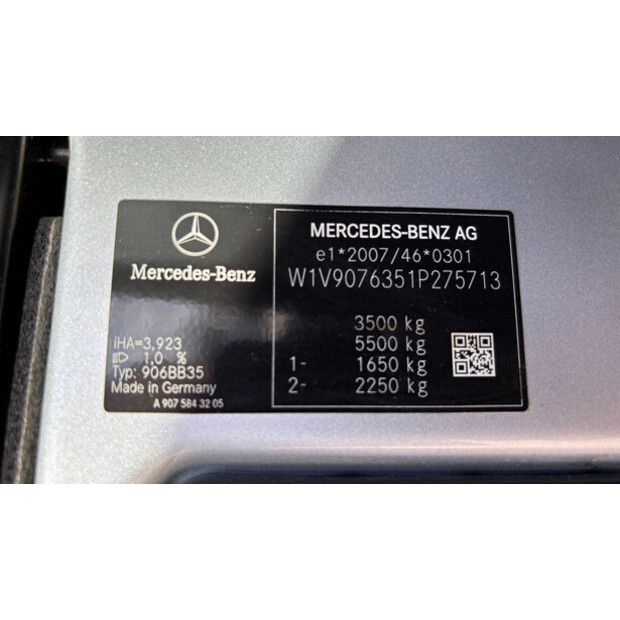 Mercedes-Benz
iHA=3,923
1,0 %
Typ: 906BB35
Made in Germany
A 907 584 32 05
MERCEDES-BENZ AG
e1*2007/46*0301
W1V9076351P275713
3500 kg
5500 kg
1- 1650 kg
2- 2250 kg